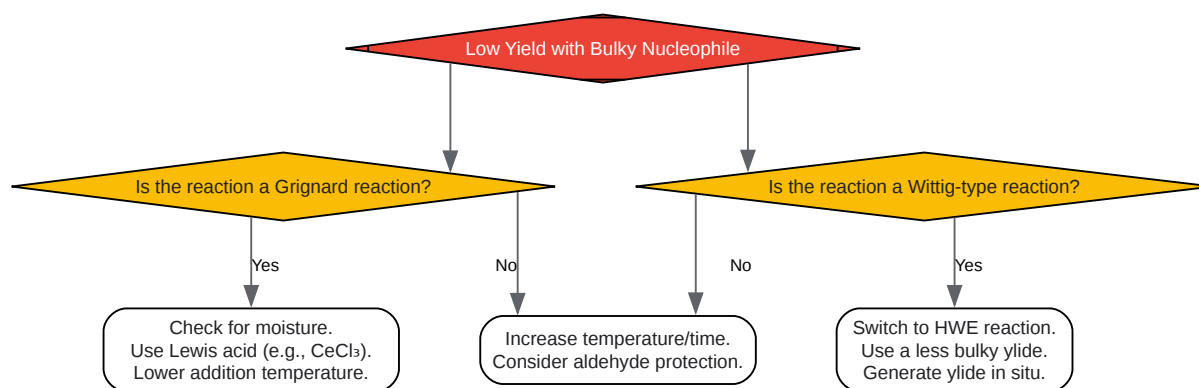 Low Yield with Bulky Nucleophile
Is the reaction a Grignard reaction?
Is the reaction a Wittig-type reaction?
Yes
No
No
Yes
Check for moisture.
Use Lewis acid (e.g., CeCl₃).
Lower addition temperature.
Increase temperature/time.
Consider aldehyde protection.
Switch to HWE reaction.
Use a less bulky ylide.
Generate ylide in situ.